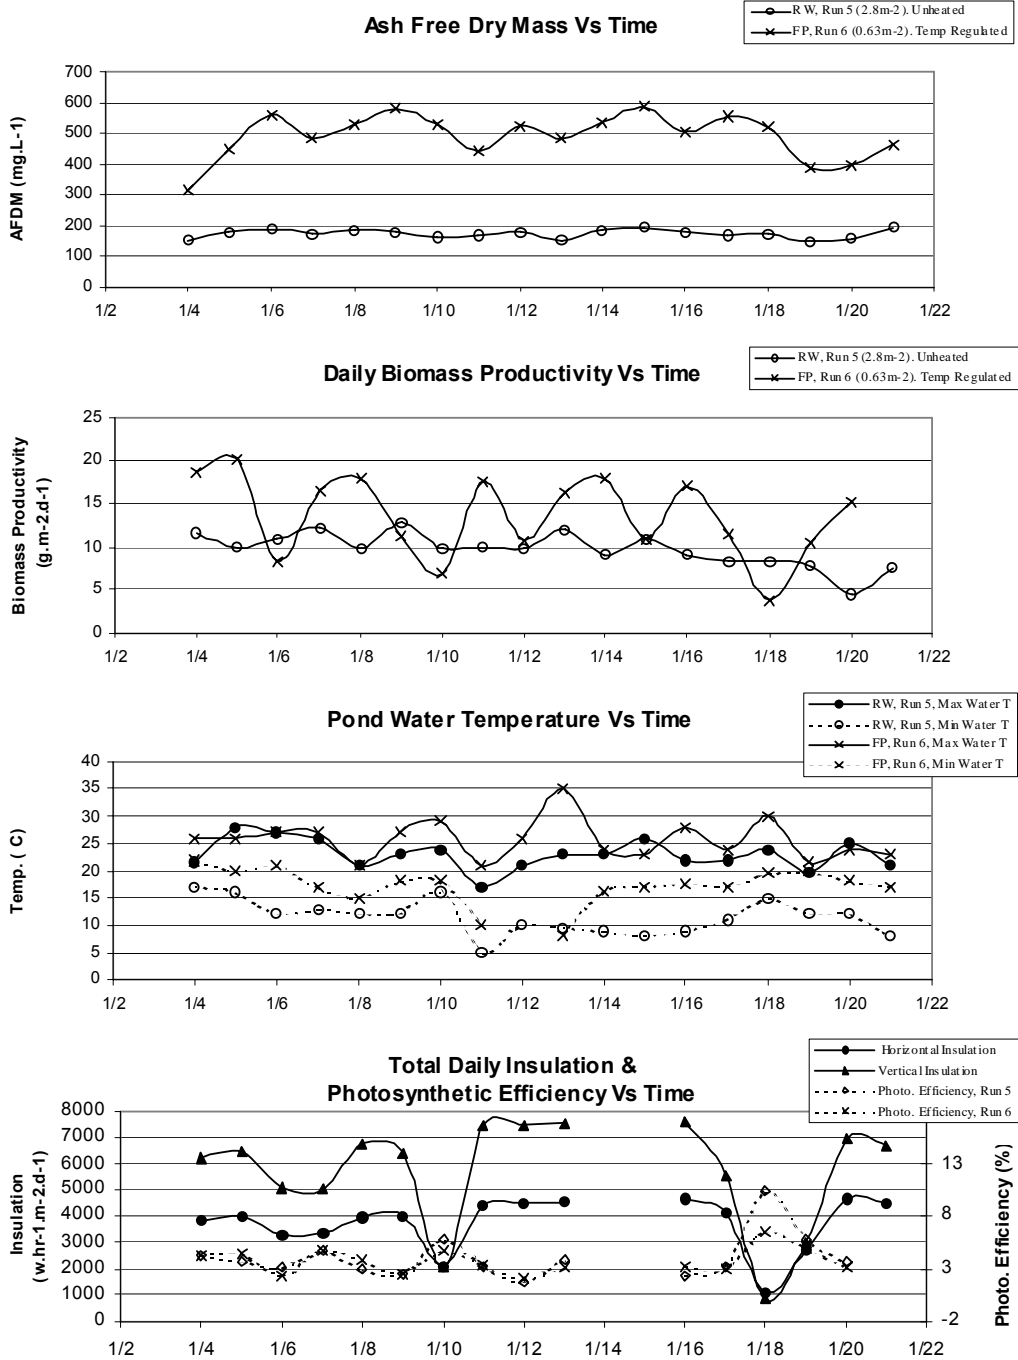 Ash Free Dry Mass Vs Time
RW, Run 5 (2.8m-2). Unheated
FP, Run 6 (0.63m-2). Temp Regulated
AFDM (mg.L-1)
700
600
500
400
300
200
100
0
1/2 1/4 1/6 1/8 1/10 1/12 1/14 1/16 1/18 1/20 1/22
Daily Biomass Productivity Vs Time
RW, Run 5 (2.8m-2). Unheated
FP, Run 6 (0.63m-2). Temp Regulated
Biomass Productivity
(g.m-2.d-1)
25
20
15
10
5
0
1/2 1/4 1/6 1/8 1/10 1/12 1/14 1/16 1/18 1/20 1/22
Pond Water Temperature Vs Time
RW, Run 5, Max Water T
RW, Run 5, Min Water T
FP, Run 6, Max Water T
FP, Run 6, Min Water T
Temp. ( C)
40
35
30
25
20
15
10
5
0
1/2 1/4 1/6 1/8 1/10 1/12 1/14 1/16 1/18 1/20 1/22
Total Daily Insulation &
Photosynthetic Efficiency Vs Time
Horizontal Insulation
Vertical Insulation
Photo. Efficiency, Run 5
Photo. Efficiency, Run 6
Insulation
(w.hr-1.m-2.d-1)
8000
7000
6000
5000
4000
3000
2000
1000
0
13
8
3
-2
Photo. Efficiency (%)
1/2 1/4 1/6 1/8 1/10 1/12 1/14 1/16 1/18 1/20 1/22